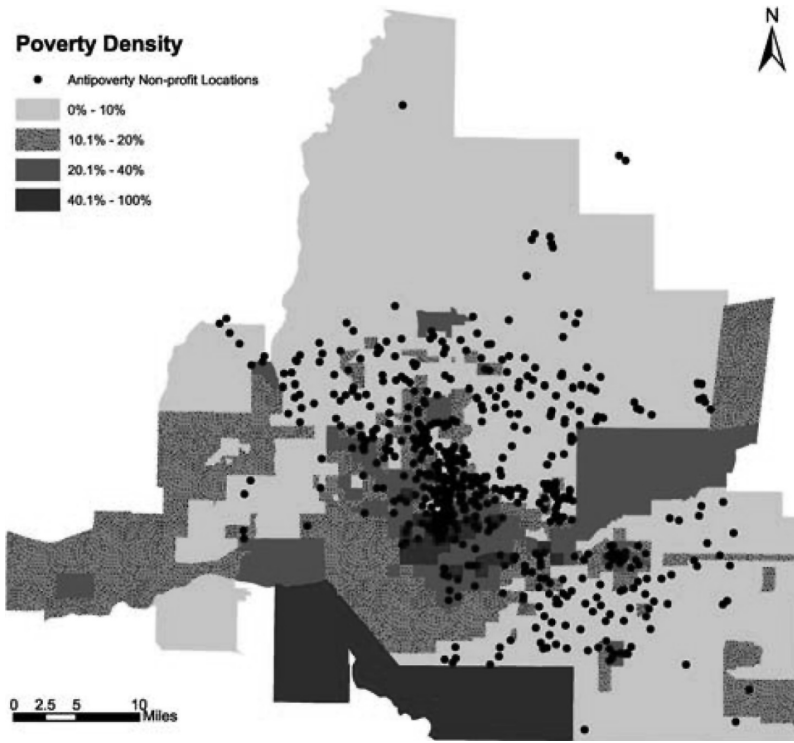 N
Poverty Density
Antipoverty Non-profit Locations
0% - 10%
10.1% - 20%
20.1% - 40%
40.1% - 100%
0 2.5 5 10
Miles